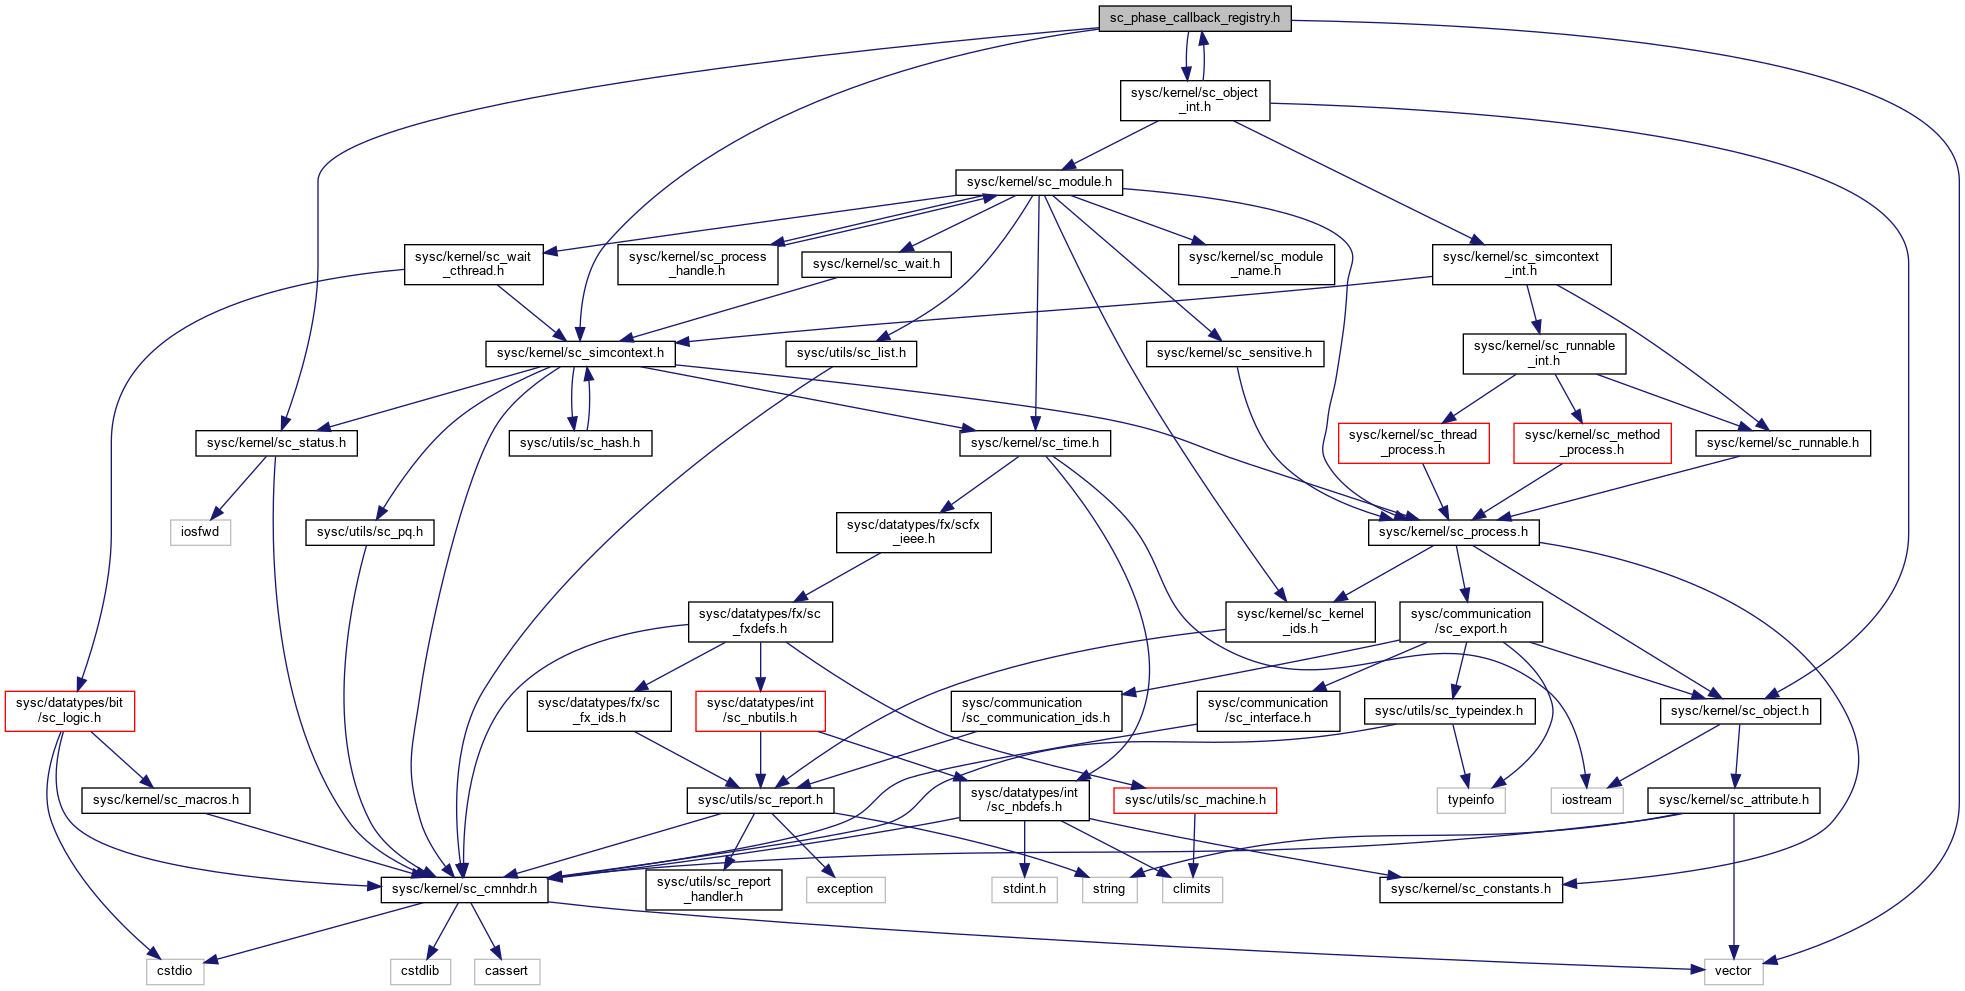 sc_phase_callback_registry.h
sysc/kernel/sc_object
_int.h
sysc/kernel/sc_module.h
sysc/kernel/sc_wait
_cthread.h
sysc/kernel/sc_process
_handle.h
sysc/kernel/sc_wait.h
sysc/kernel/sc_module
_name.h
sysc/kernel/sc_simcontext
_int.h
sysc/kernel/sc_simcontext.h
sysc/utils/sc_list.h
sysc/kernel/sc_sensitive.h
sysc/kernel/sc_runnable
_int.h
sysc/kernel/sc_status.h
sysc/utils/sc_hash.h
sysc/kernel/sc_time.h
sysc/kernel/sc_thread
_process.h
sysc/kernel/sc_method
_process.h
sysc/kernel/sc_runnable.h
iosfwd
sysc/utils/sc_pq.h
sysc/datatypes/fx/scfx
_ieee.h
sysc/kernel/sc_process.h
sysc/datatypes/fx/sc
_fxdefs.h
sysc/kernel/sc_kernel
_ids.h
sysc/communication
/sc_export.h
sysc/datatypes/bit
/sc_logic.h
sysc/datatypes/fx/sc
_fx_ids.h
sysc/datatypes/int
/sc_nbutils.h
sysc/communication
/sc_communication_ids.h
sysc/communication
/sc_interface.h
sysc/utils/sc_typeindex.h
sysc/kernel/sc_object.h
sysc/kernel/sc_macros.h
sysc/utils/sc_report.h
sysc/datatypes/int
/sc_nbdefs.h
sysc/utils/sc_machine.h
typeinfo
iostream
sysc/kernel/sc_attribute.h
sysc/kernel/sc_cmnhdr.h
sysc/utils/sc_report
_handler.h
exception
stdint.h
string
climits
sysc/kernel/sc_constants.h
cstdio
cstdlib
cassert
vector